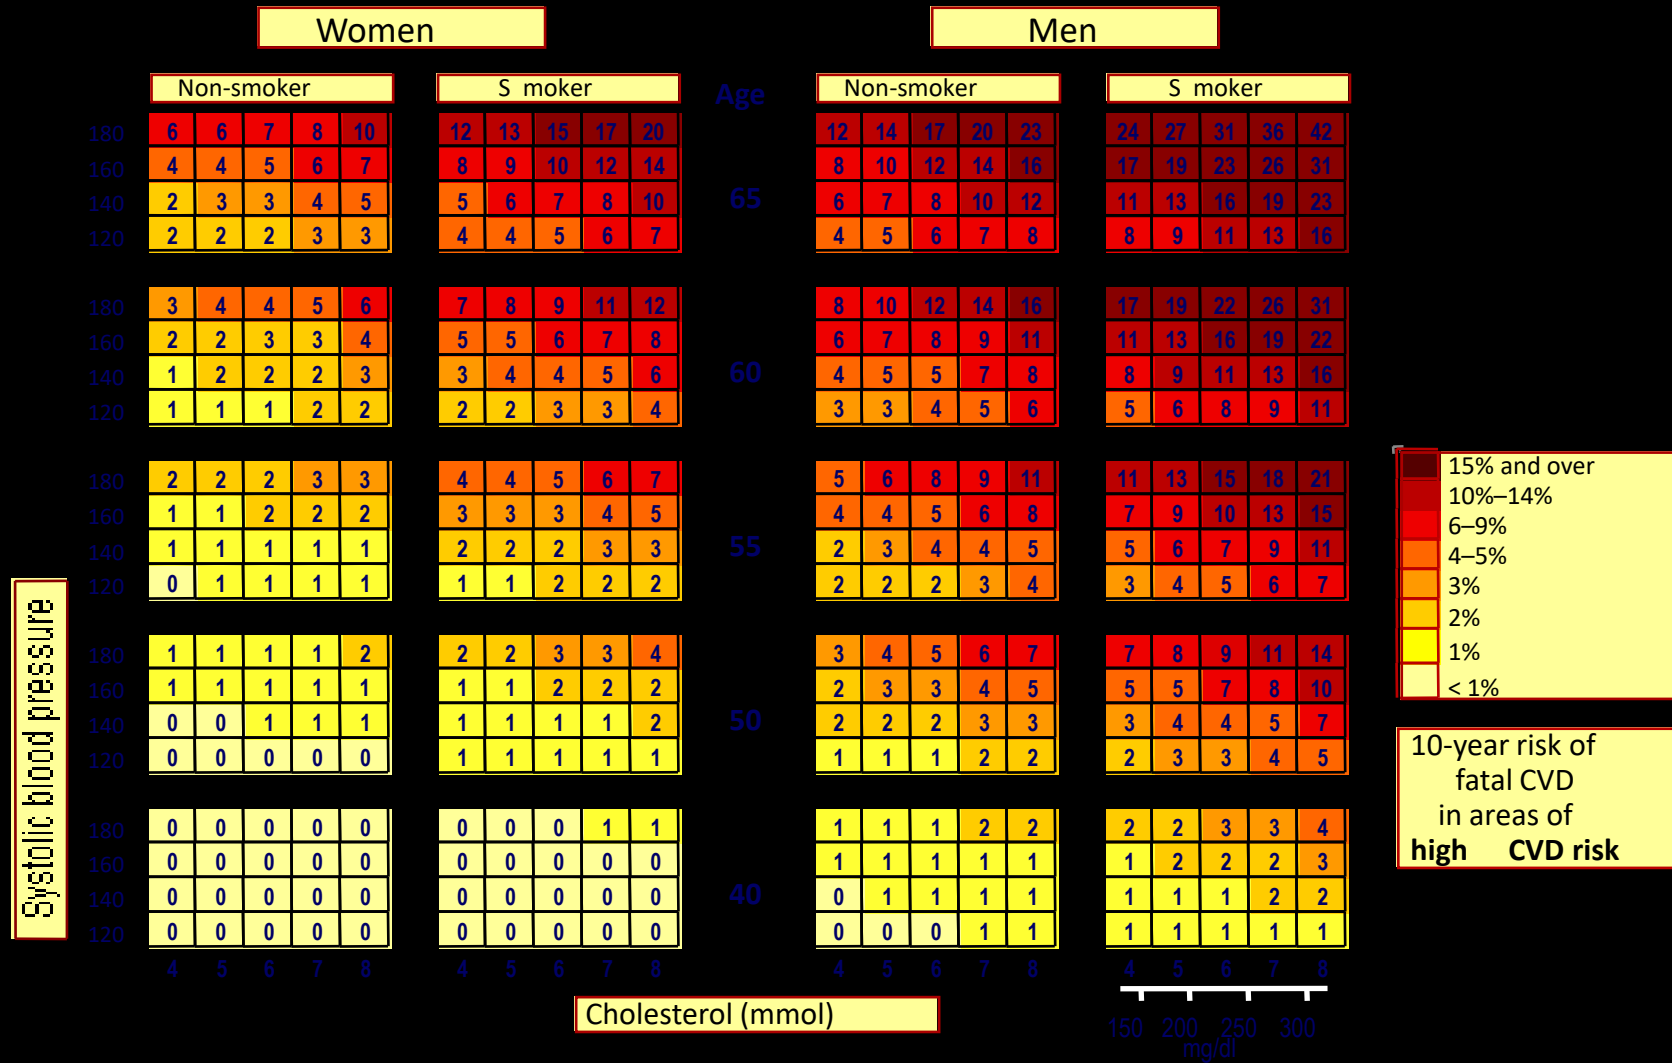 Women Men
Non-smoker S moker Age Non-smoker S moker
180 6 6 7 8 10 12 13 15 17 20 12 14 17 20 23 24 27 31 36 42
160 4 4 5 6 7 8 9 10 12 14 8 10 12 14 16 17 19 23 26 31
140 2 3 3 4 5 5 6 7 8 10 65 6 7 8 10 12 11 13 16 19 23
120 2 2 2 3 3 4 4 5 6 7 4 5 6 7 8 8 9 11 13 16
180 3 4 4 5 6 7 8 9 11 12 8 10 12 14 16 17 19 22 26 31
160 2 2 3 3 4 5 5 6 7 8 6 7 8 9 11 11 13 16 19 22
140 1 2 2 2 3 3 4 4 5 6 60 4 5 5 7 8 8 9 11 13 16
120 1 1 1 2 2 2 2 3 3 4 3 3 4 5 6 5 6 8 9 11
180 2 2 2 3 3 4 4 5 6 7 5 6 8 9 11 11 13 15 18 21
160 1 1 2 2 2 3 3 3 4 5 4 4 5 6 8 7 9 10 13 15
140 1 1 1 1 1 2 2 2 3 3 55 2 3 4 4 5 5 6 7 9 11
120 0 1 1 1 1 1 1 2 2 2 2 2 2 3 4 3 4 5 6 7
180 1 1 1 1 2 2 2 3 3 4 3 4 5 6 7 7 8 9 11 14
160 1 1 1 1 1 1 1 2 2 2 2 3 3 4 5 5 5 7 8 10
140 0 0 1 1 1 1 1 1 1 2 50 2 2 2 3 3 3 4 4 5 7
120 0 0 0 0 0 1 1 1 1 1 1 1 1 2 2 2 3 3 4 5
180 0 0 0 0 0 0 0 0 1 1 1 1 1 2 2 2 2 3 3 4
160 0 0 0 0 0 0 0 0 0 0 1 1 1 1 1 1 2 2 2 3
140 0 0 0 0 0 0 0 0 0 0 40 0 1 1 1 1 1 1 1 2 2
120 0 0 0 0 0 0 0 0 0 0 0 0 0 1 1 1 1 1 1 1
4 5 6 7 8 4 5 6 7 8 4 5 6 7 8 4 5 6 7 8
Systolic blood pressure
Cholesterol (mmol)
150 200 250 300
mg/dl
15% and over
10%–14%
6–9%
4–5%
3%
2%
1%
< 1%
10-year risk of
fatal CVD
in areas of
high CVD risk